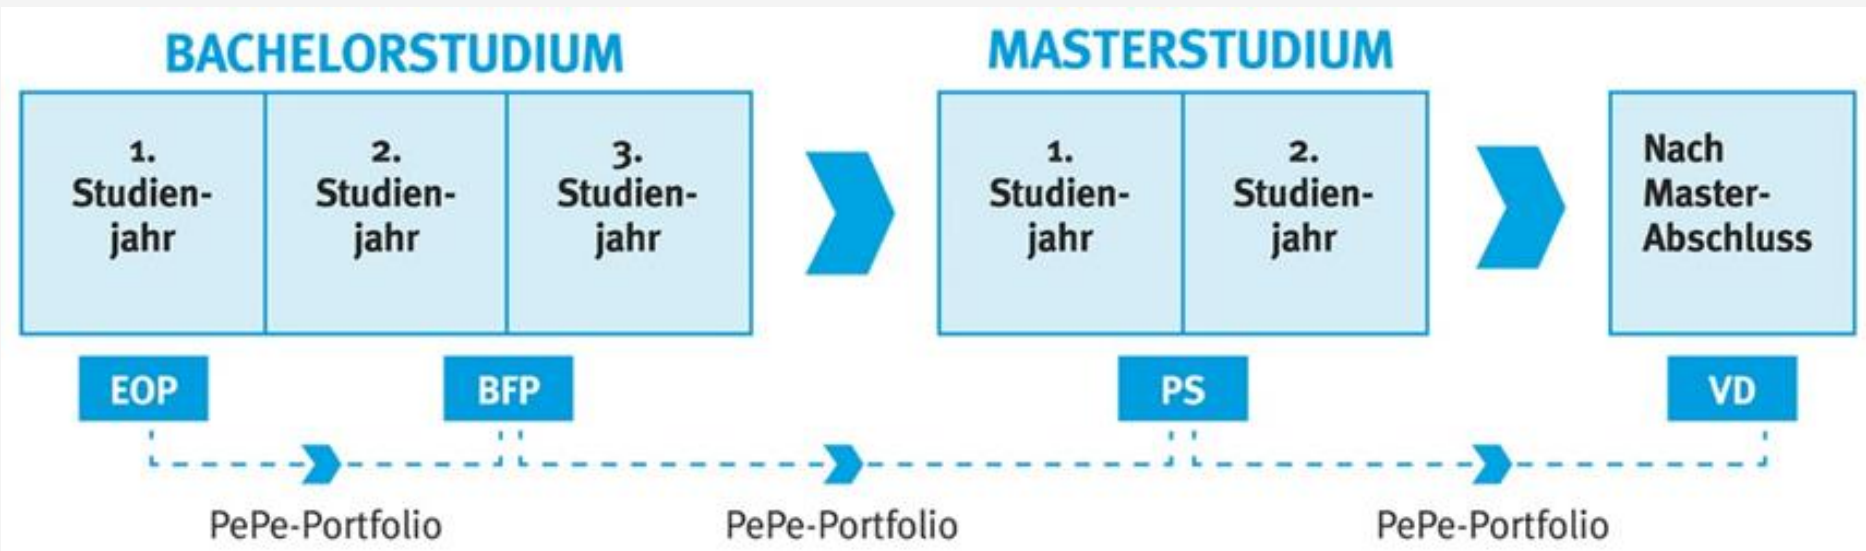 BACHELORSTUDIUM
MASTERSTUDIUM
1.
Studien-
jahr
2.
Studien-
jahr
3.
Studien-
jahr
1.
Studien-
jahr
2.
Studien-
jahr
Nach
Master-
Abschluss
EOP
BFP
PS
VD
PePe-Portfolio
PePe-Portfolio
PePe-Portfolio